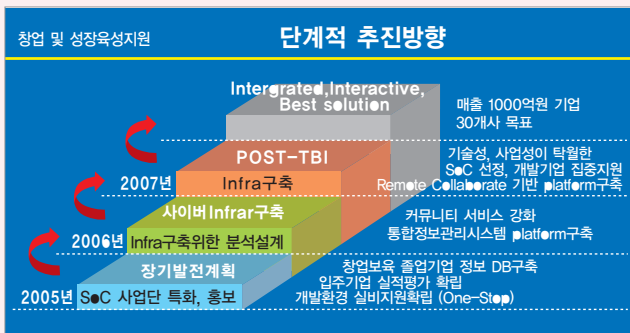 창업 및 성장육성지원
단계적 추진방향
Intergrated,Interactive,
Best solution
매출 1000억원 기업
30개사 목표
POST-TBI
2007년
Infra구축
기술성, 사업성이 탁월한
SoC 선정, 개발기업 집중지원
Remote Collaborate 기반 platform구축
사이버Infrar구축
2006년
Infra구축위한 분석설계
커뮤니티 서비스 강화
통합정보관리시스템 platform구축
장기발전계획
2005년
SoC 사업단 특화, 홍보
창업보육 졸업기업 정보 DB구축
입주기업 실적평가 확립
개발환경 실비지원확립 (One-Stop)